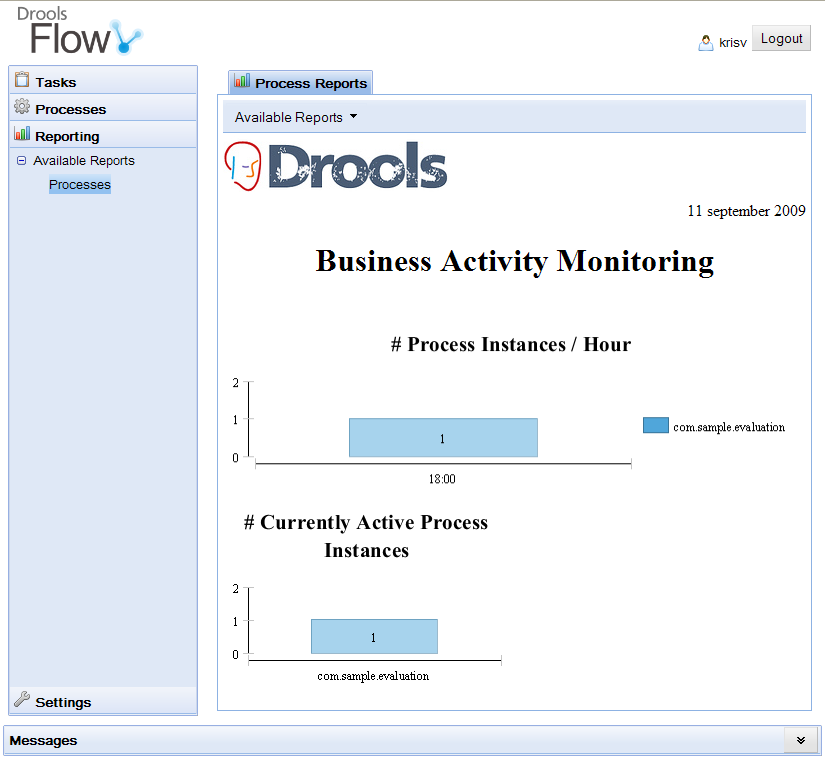 Drools
Flow
krisv
Logout
Tasks
Processes
Reporting
Available Reports
Processes
Settings
Process Reports
Available Reports
Drools
11 september 2009
Business Activity Monitoring
# Process Instances / Hour
2
1
0
1
18:00
com.sample.evaluation
# Currently Active Process
Instances
2
1
0
1
com.sample.evaluation
Messages